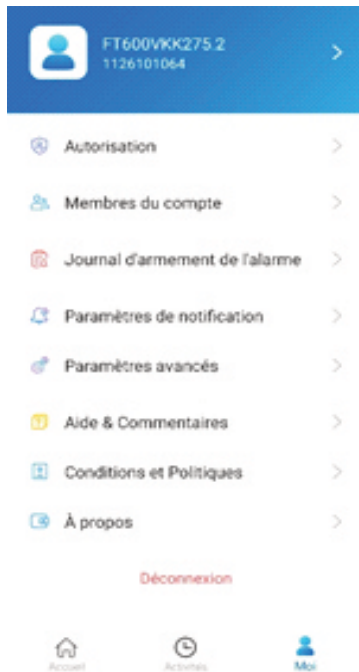 FT600VKK275.2
1126101064
Autorisation
Membres du compte
Journal d'armement de l'alarme
Paramètres de notification
Paramètres avancés
Aide & Commentaires
Conditions et Politiques
À propos
Déconnexion
Accueil
Activités
Moi